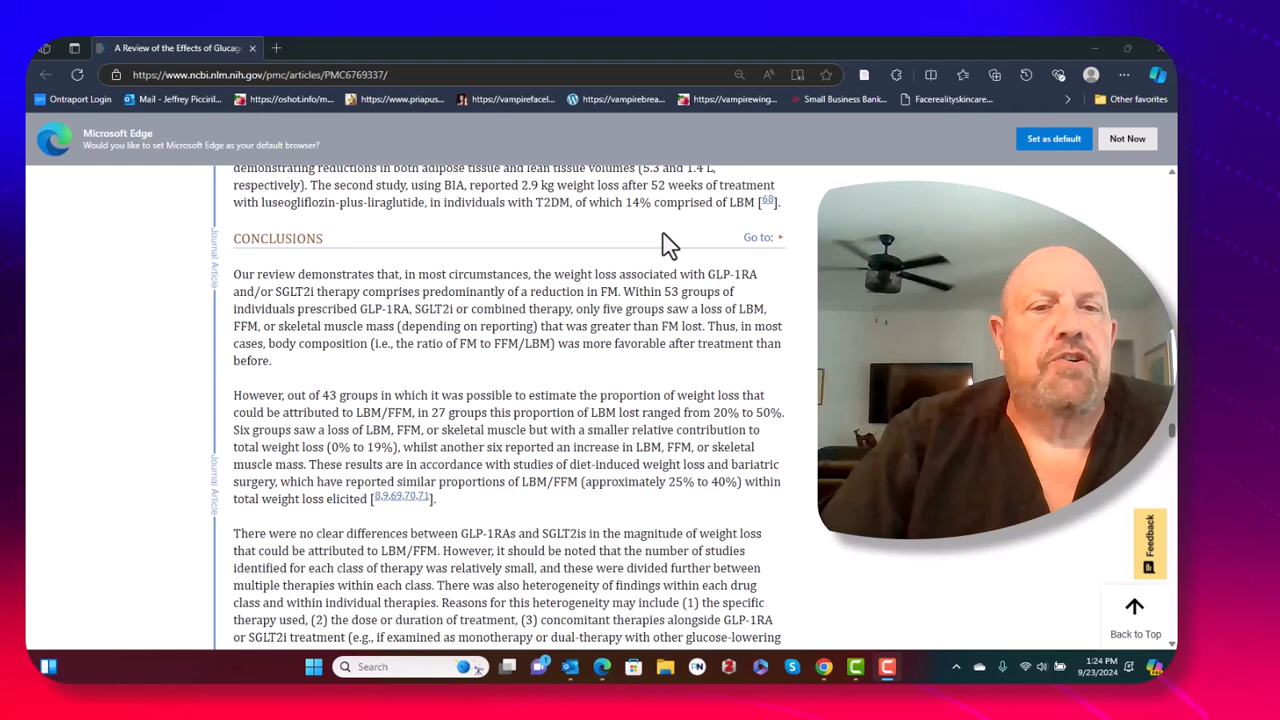 A Review of the Effects of Glucag
https://www.ncbi.nlm.nih.gov/pmc/articles/PMC6769337/
Ontraport Login
Mail - Jeffrey Picciril...
https://oshot.info/m...
https://www.priapus...
https://vampirefacel...
https://vampirebrea...
https://vampirewing...
Small Business Bank...
Facerealityskincare...
Other favorites
Microsoft Edge
Would you like to set Microsoft Edge as your default browser?
Set as default
Not Now
demonstrating reductions in both adipose tissue and lean tissue volumes (5.3 and 1.4 L,
respectively). The second study, using BIA, reported 2.9 kg weight loss after 52 weeks of treatment
with luseogliflozin-plus-liraglutide, in individuals with T2DM, of which 14% comprised of LBM [68].
CONCLUSIONS
Go to:
Our review demonstrates that, in most circumstances, the weight loss associated with GLP-1RA
and/or SGLT2i therapy comprises predominantly of a reduction in FM. Within 53 groups of
individuals prescribed GLP-1RA, SGLT2i or combined therapy, only five groups saw a loss of LBM,
FFM, or skeletal muscle mass (depending on reporting) that was greater than FM lost. Thus, in most
cases, body composition (i.e., the ratio of FM to FFM/LBM) was more favorable after treatment than
before.
However, out of 43 groups in which it was possible to estimate the proportion of weight loss that
could be attributed to LBM/FFM, in 27 groups this proportion of LBM lost ranged from 20% to 50%.
Six groups saw a loss of LBM, FFM, or skeletal muscle but with a smaller relative contribution to
total weight loss (0% to 19%), whilst another six reported an increase in LBM, FFM, or skeletal
muscle mass. These results are in accordance with studies of diet-induced weight loss and bariatric
surgery, which have reported similar proportions of LBM/FFM (approximately 25% to 40%) within
total weight loss elicited [8,9,69,70,71].
There were no clear differences between GLP-1RAs and SGLT2is in the magnitude of weight loss
that could be attributed to LBM/FFM. However, it should be noted that the number of studies
identified for each class of therapy was relatively small, and these were divided further between
multiple therapies within each class. There was also heterogeneity of findings within each drug
class and within individual therapies. Reasons for this heterogeneity may include (1) the specific
therapy used, (2) the dose or duration of treatment, (3) concomitant therapies alongside GLP-1RA
or SGLT2i treatment (e.g., if examined as monotherapy or dual-therapy with other glucose-lowering
Journal Article
Journal Article
Feedback
Back to Top
Search
1:24 PM
9/23/2024